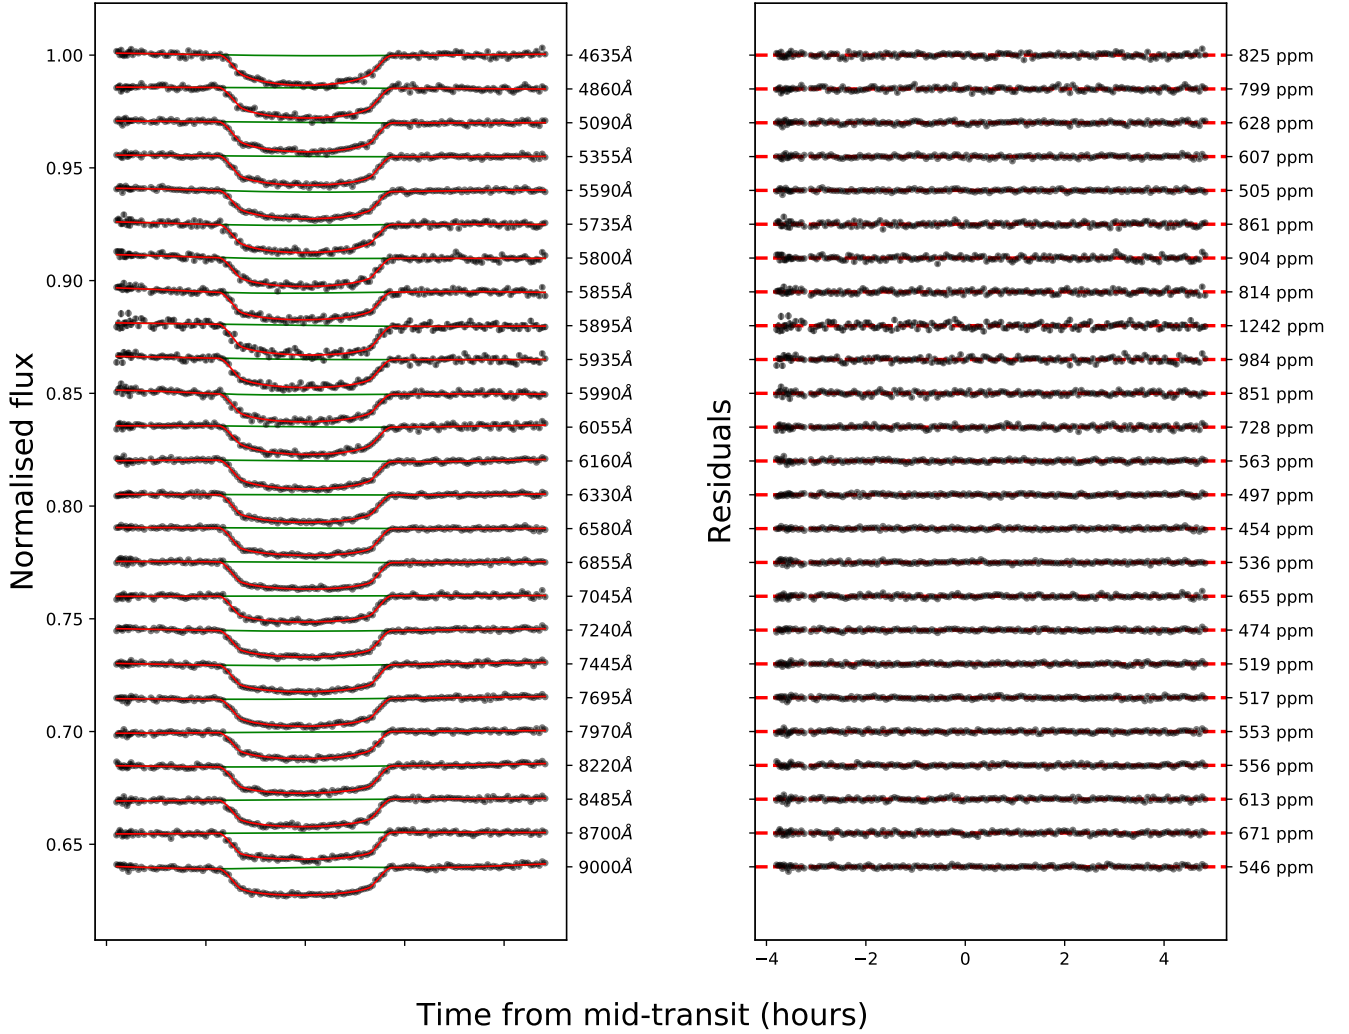 1.00
0.95
0.90
0.85
0.80
0.75
0.70
0.65
Normalised flux
4635Å
4860Å
5090Å
5355Å
5590Å
5735Å
5800Å
5855Å
5895Å
5935Å
5990Å
6055Å
6160Å
6330Å
6580Å
6855Å
7045Å
7240Å
7445Å
7695Å
7970Å
8220Å
8485Å
8700Å
9000Å
Residuals
825 ppm
799 ppm
628 ppm
607 ppm
505 ppm
861 ppm
904 ppm
814 ppm
1242 ppm
984 ppm
851 ppm
728 ppm
563 ppm
497 ppm
454 ppm
536 ppm
655 ppm
474 ppm
519 ppm
517 ppm
553 ppm
556 ppm
613 ppm
671 ppm
546 ppm
−4 −2 0 2 4
Time from mid-transit (hours)